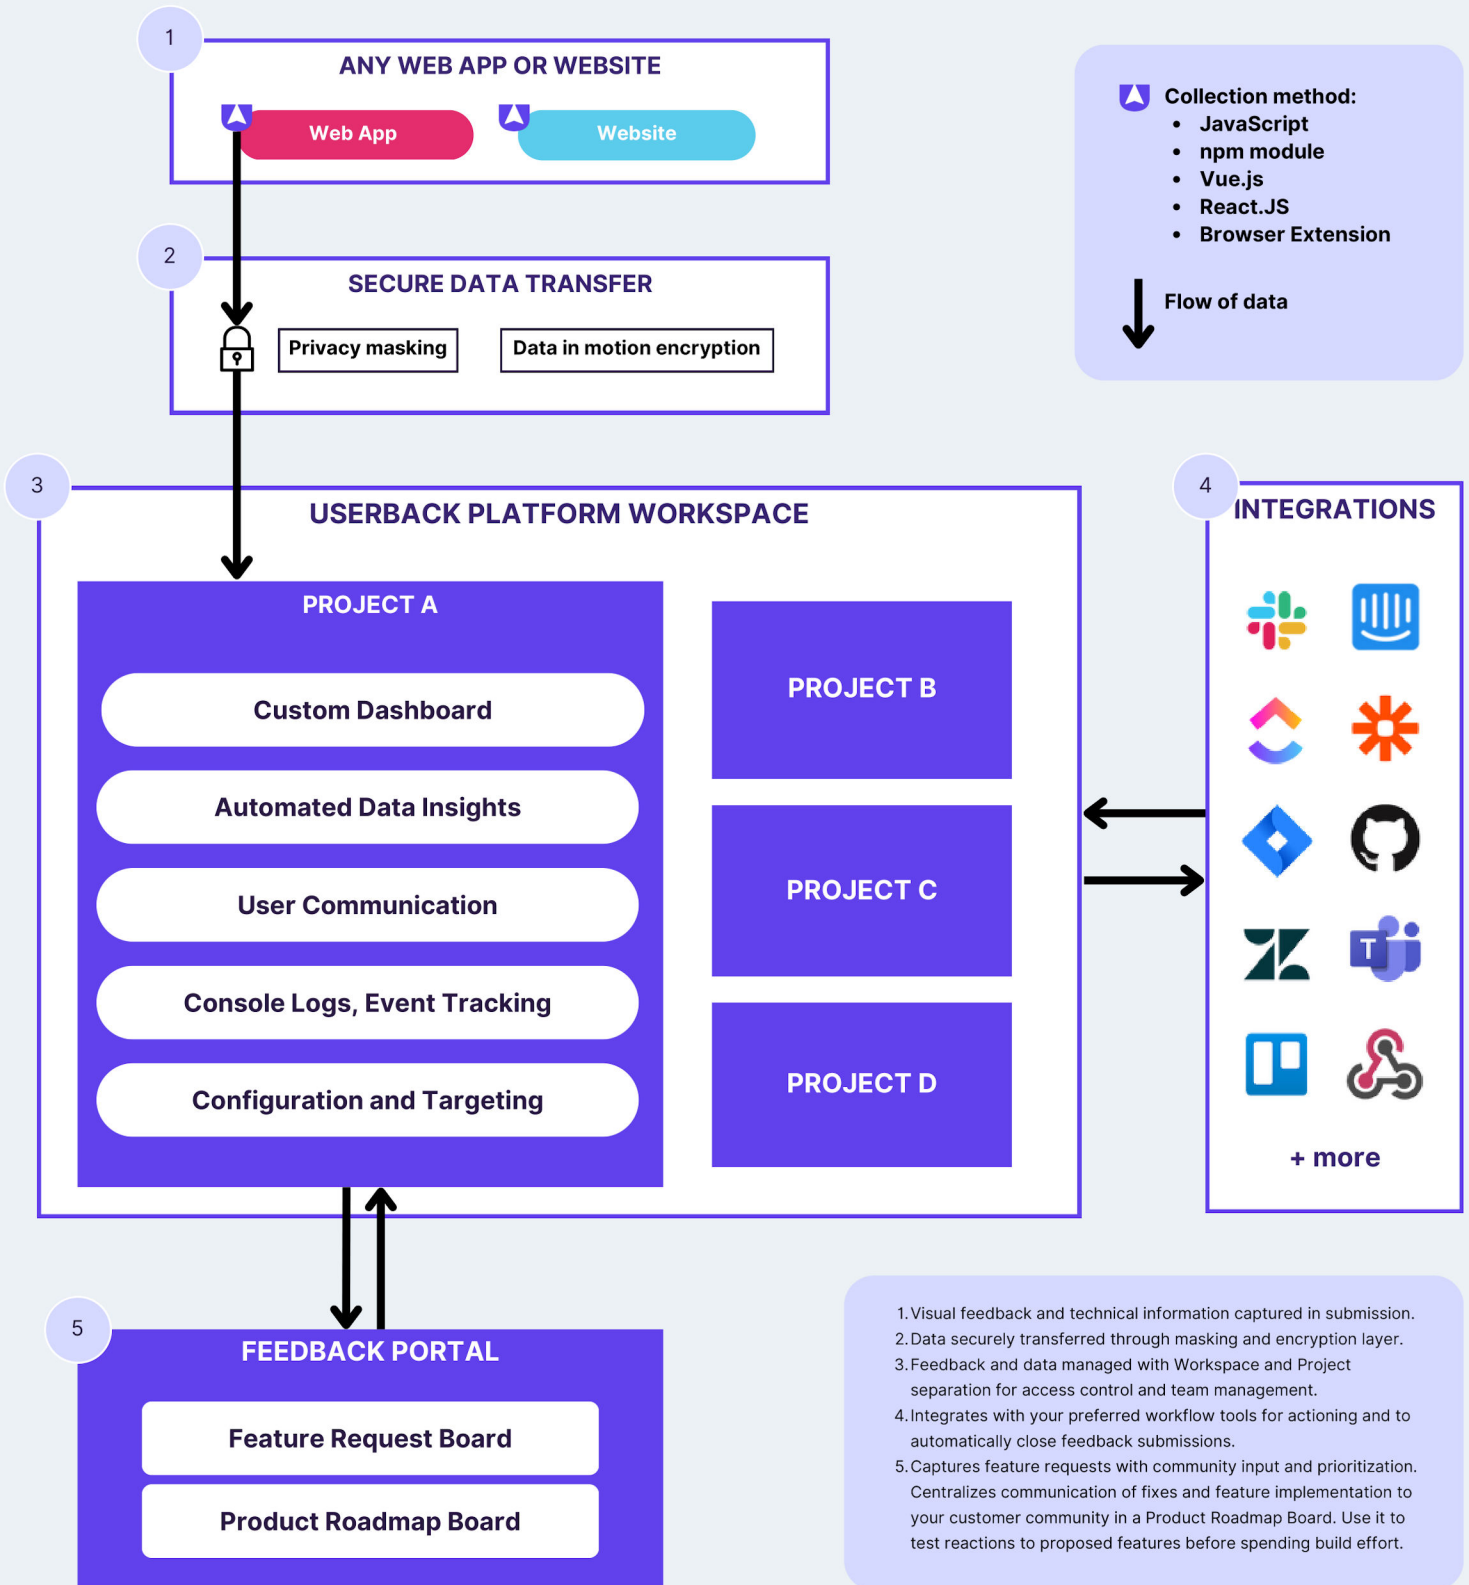 1
ANY WEB APP OR WEBSITE
Web App
Website
Collection method:
• JavaScript
• npm module
• Vue.js
• React.JS
• Browser Extension
Flow of data
2
SECURE DATA TRANSFER
Privacy masking
Data in motion encryption
3
USERBACK PLATFORM WORKSPACE
PROJECT A
Custom Dashboard
Automated Data Insights
User Communication
Console Logs, Event Tracking
Configuration and Targeting
PROJECT B
PROJECT C
PROJECT D
4
INTEGRATIONS
T
+ more
5
FEEDBACK PORTAL
Feature Request Board
Product Roadmap Board
1. Visual feedback and technical information captured in submission.
2. Data securely transferred through masking and encryption layer.
3. Feedback and data managed with Workspace and Project
separation for access control and team management.
4. Integrates with your preferred workflow tools for actioning and to
automatically close feedback submissions.
5. Captures feature requests with community input and prioritization.
Centralizes communication of fixes and feature implementation to
your customer community in a Product Roadmap Board. Use it to
test reactions to proposed features before spending build effort.